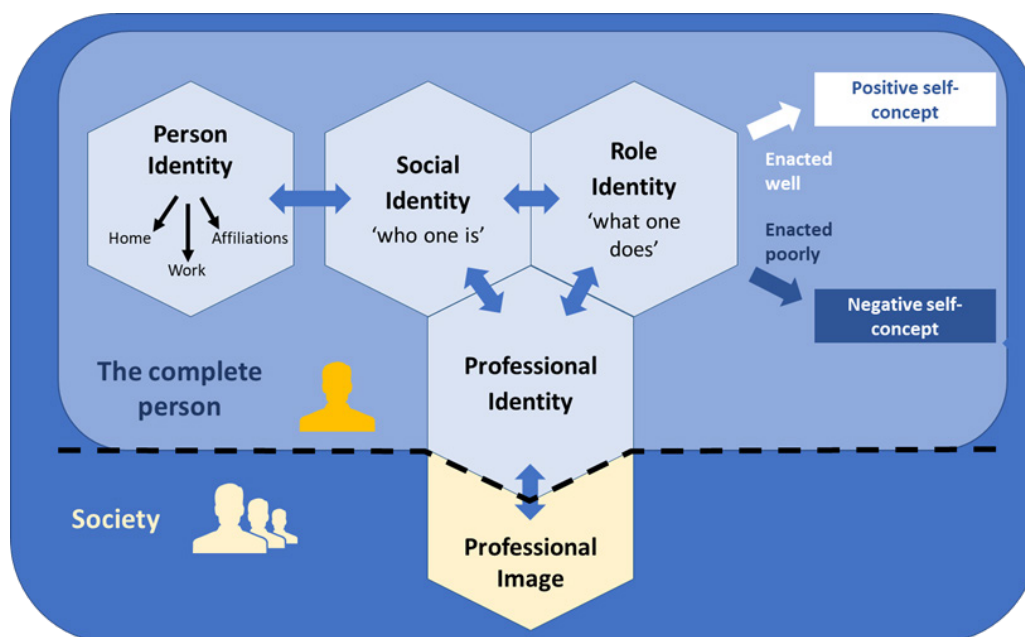 Person
Identity
Home
Work
Affiliations
Social
Identity
‘who one is’
Role
Identity
‘what one
does’
Enacted
well
Positive self-
concept
Enacted
poorly
Negative self-
concept
Professional
Identity
The complete
person
Society
Professional
Image